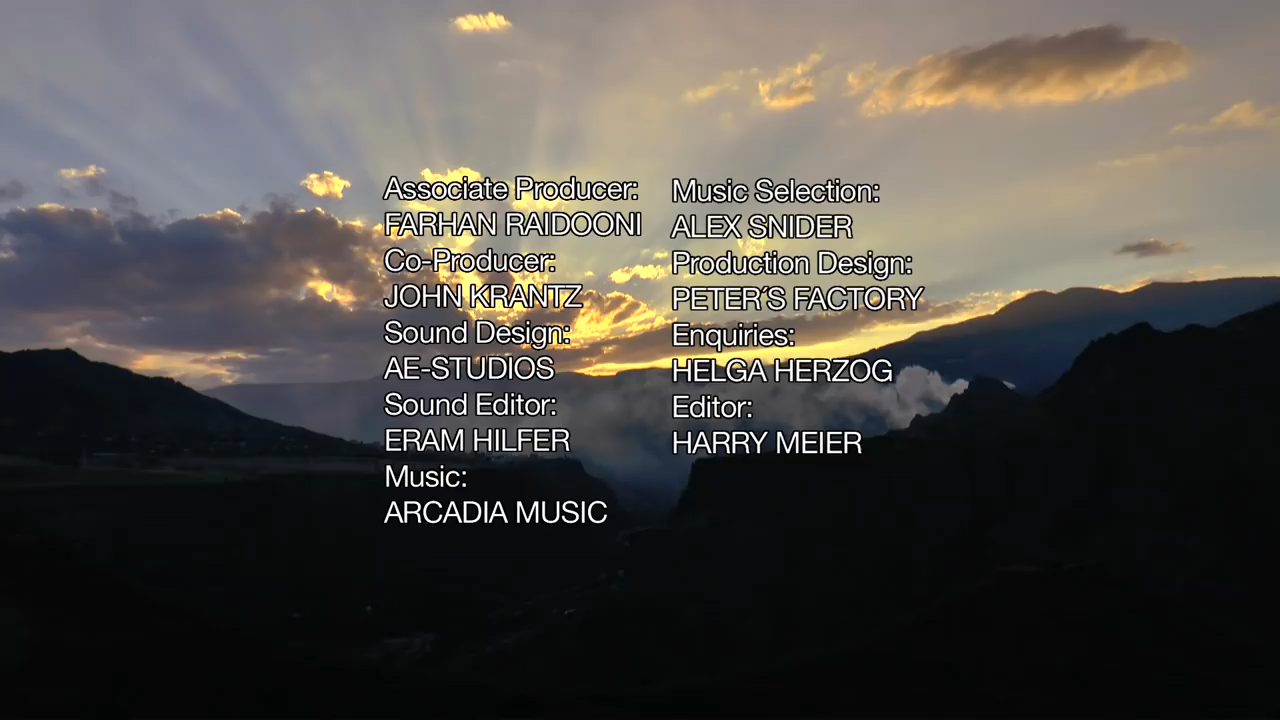 Associate Producer:
FARHAN RAIDOONI
Co-Producer:
JOHN KRANTZ
Sound Design:
AE-STUDIOS
Sound Editor:
ERAM HILFER
Music:
ARCADIA MUSIC
Music Selection:
ALEX SNIDER
Production Design:
PETER´S FACTORY
Enquiries:
HELGA HERZOG
Editor:
HARRY MEIER